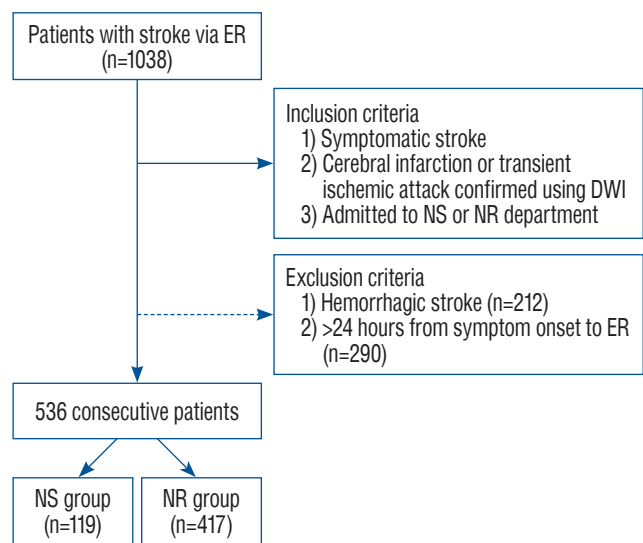 Patients with stroke via ER
(n=1038)
Inclusion criteria
1) Symptomatic stroke
2) Cerebral infarction or transient
ischemic attack confirmed using DWI
3) Admitted to NS or NR department
Exclusion criteria
1) Hemorrhagic stroke (n=212)
2) >24 hours from symptom onset to ER
(n=290)
536 consecutive patients
NS group
(n=119)
NR group
(n=417)